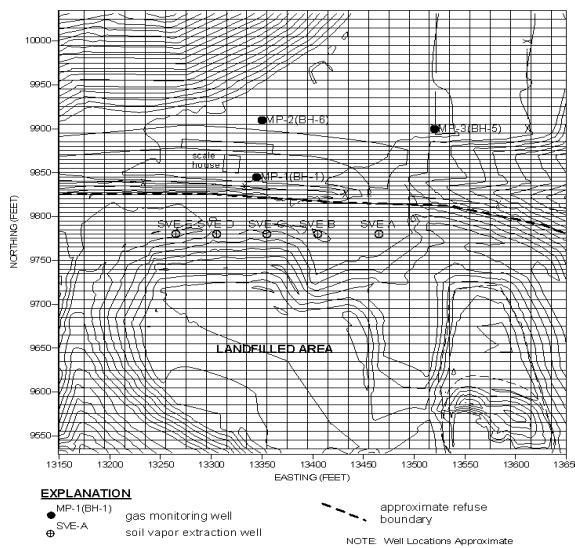 10000
9950
9900
9850
9800
9750
9700
9650
9600
9550
NORTHING (FEET)
MP-2(BH-6)
MP-3(BH-5)
scale
house
MP-1(BH-1)
SVE D SVE-C SVE B SVE A
LANDFILLED AREA
13150 13200 13250 13300 13350 13400 13450 13500 13550 13600 1365
EASTING (FEET)
EXPLANATION
MP-1(BH-1)
gas monitoring well
SVE-A
soil vapor extraction well
approximate refuse
boundary
NOTE: Well Locations Approximate